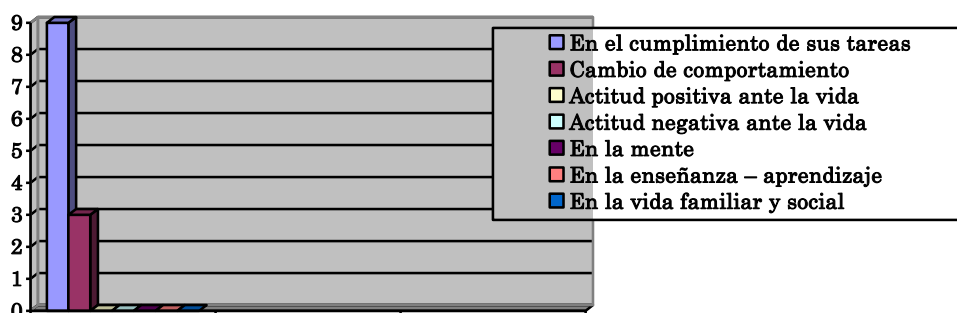 9
8
7
6
5
4
3
2
1
0
En el cumplimiento de sus tareas
Cambio de comportamiento
Actitud positiva ante la vida
Actitud negativa ante la vida
En la mente
En la enseñanza – aprendizaje
En la vida familiar y social